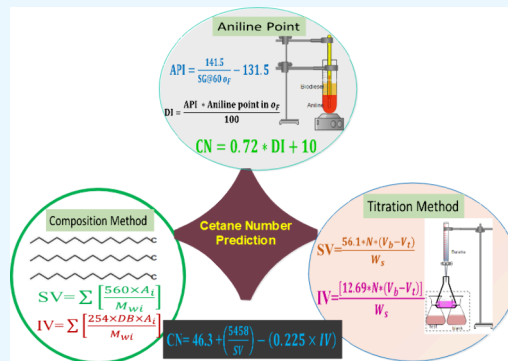 Aniline Point
API = 141.5 / SG@60 oF − 131.5
Biodiesel
Aniline
DI = API * Aniline point in oF / 100
CN = 0.72 * DI + 10
Composition Method
SV= ∑ [560×Ai / Mwi]
IV= ∑ [254×DB×Ai / Mwi]
Cetane Number
Prediction
Titration Method
SV= 56.1*N*(Vb−Vt) / Ws
IV= [12.69*N*(Vb−Vt)] / Ws
CN= 46.3 + (5458 / SV) − (0.225 × IV)